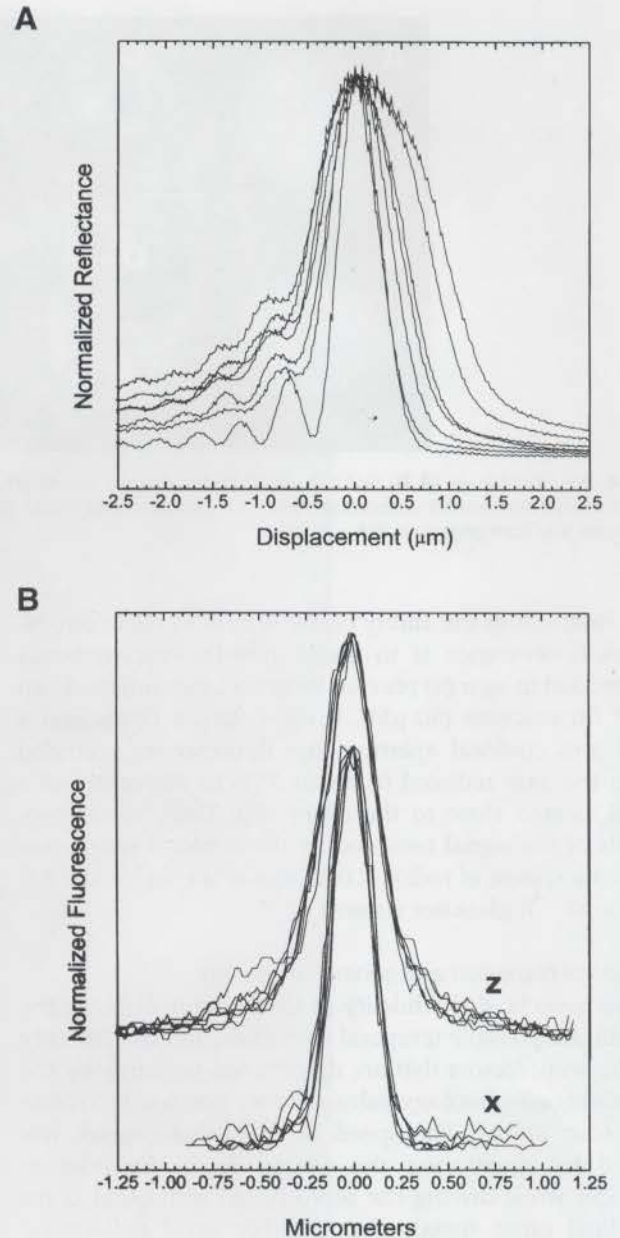 A
Normalized Reflectance
-2.5 -2.0 -1.5 -1.0 -0.5 0.0 0.5 1.0 1.5 2.0 2.5
Displacement (μm)
B
Normalized Fluorescence
z
x
-1.25 -1.00 -0.75 -0.50 -0.25 0.00 0.25 0.50 0.75 1.00 1.25
Micrometers